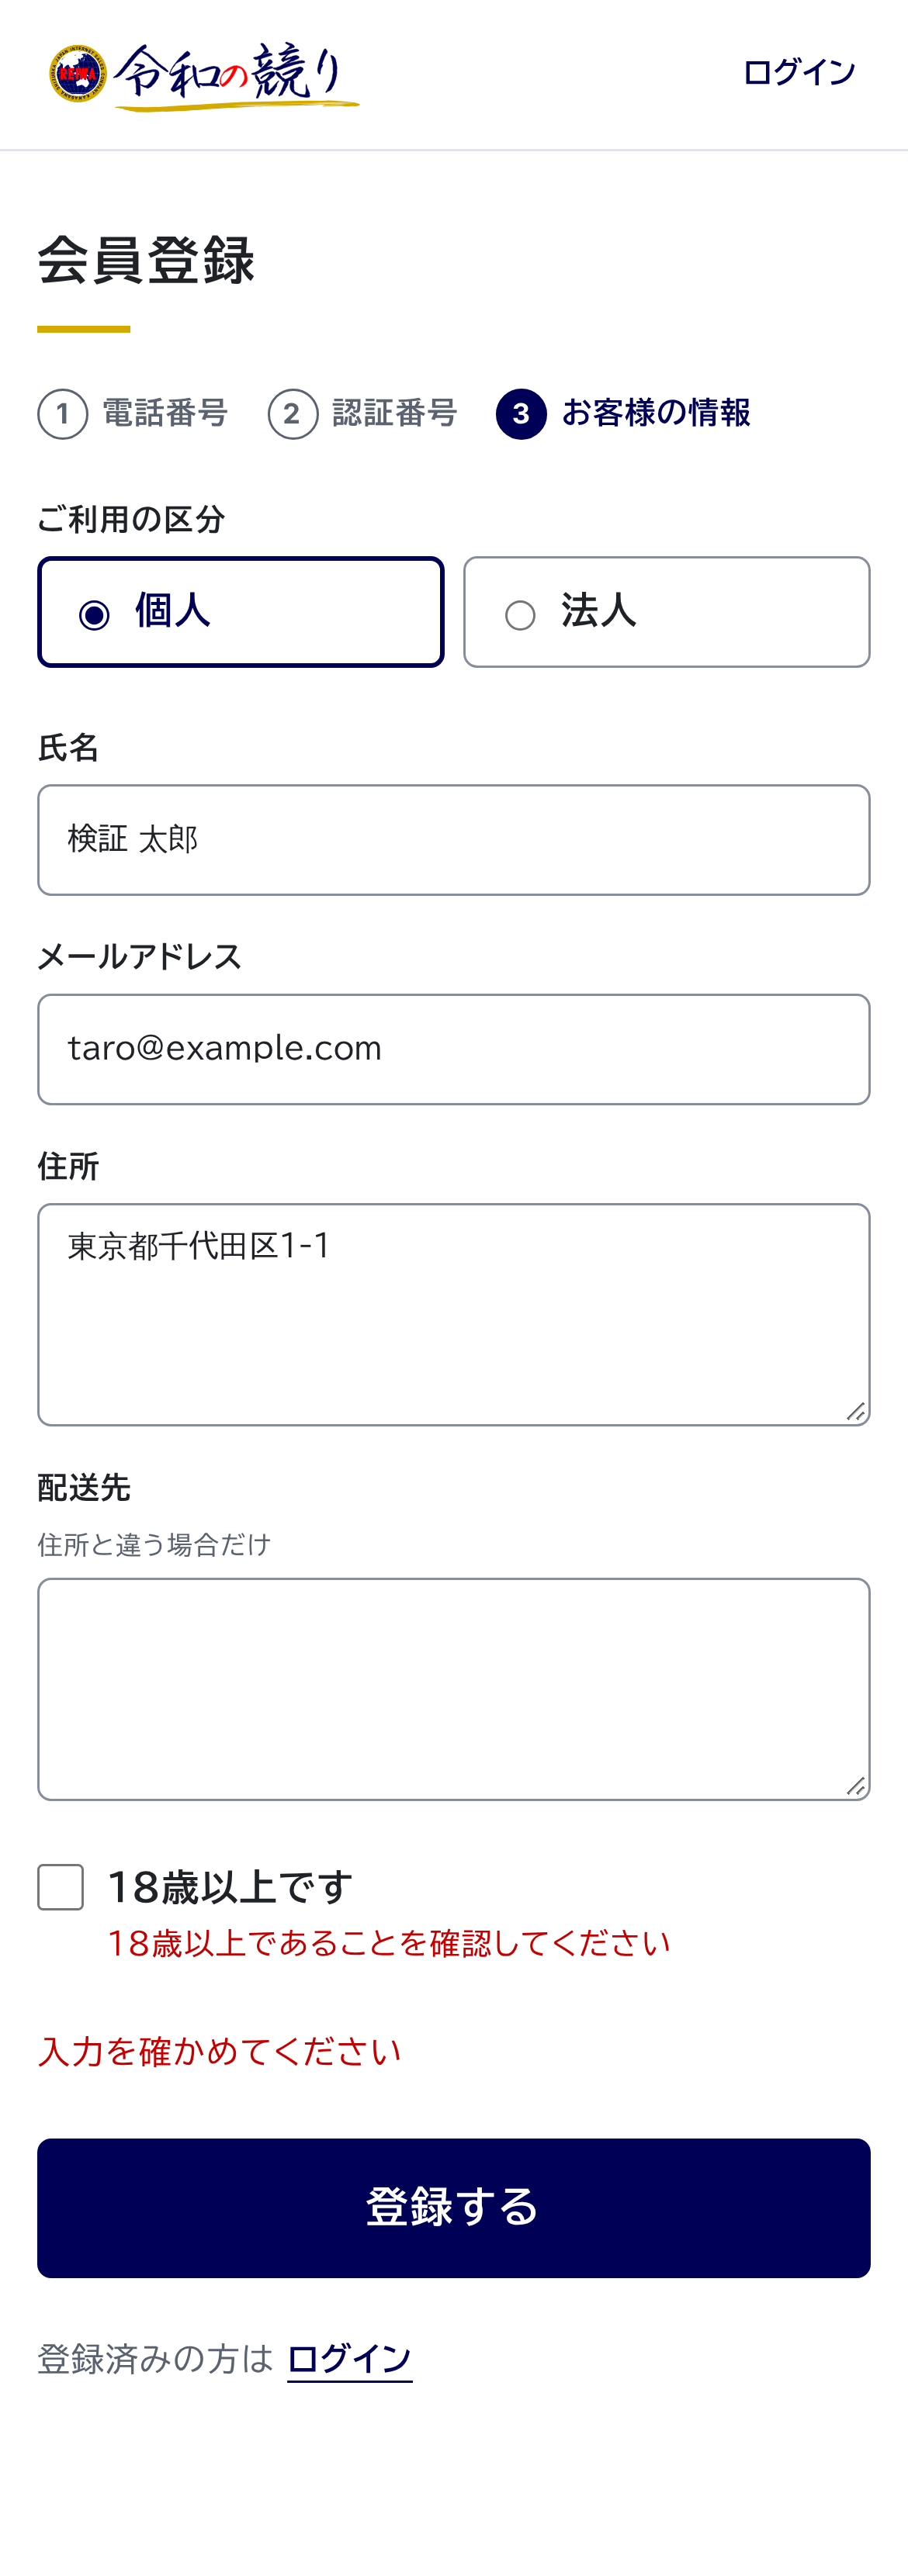 REIWA
令和の競り
ログイン
会員登録
1 電話番号 2 認証番号 3 お客様の情報
ご利用の区分
個人 法人
氏名
検証 太郎
メールアドレス
taro@example.com
住所
東京都千代田区1-1
配送先
住所と違う場合だけ
18歳以上です
18歳以上であることを確認してください
入力を確かめてください
登録する
登録済みの方は ログイン